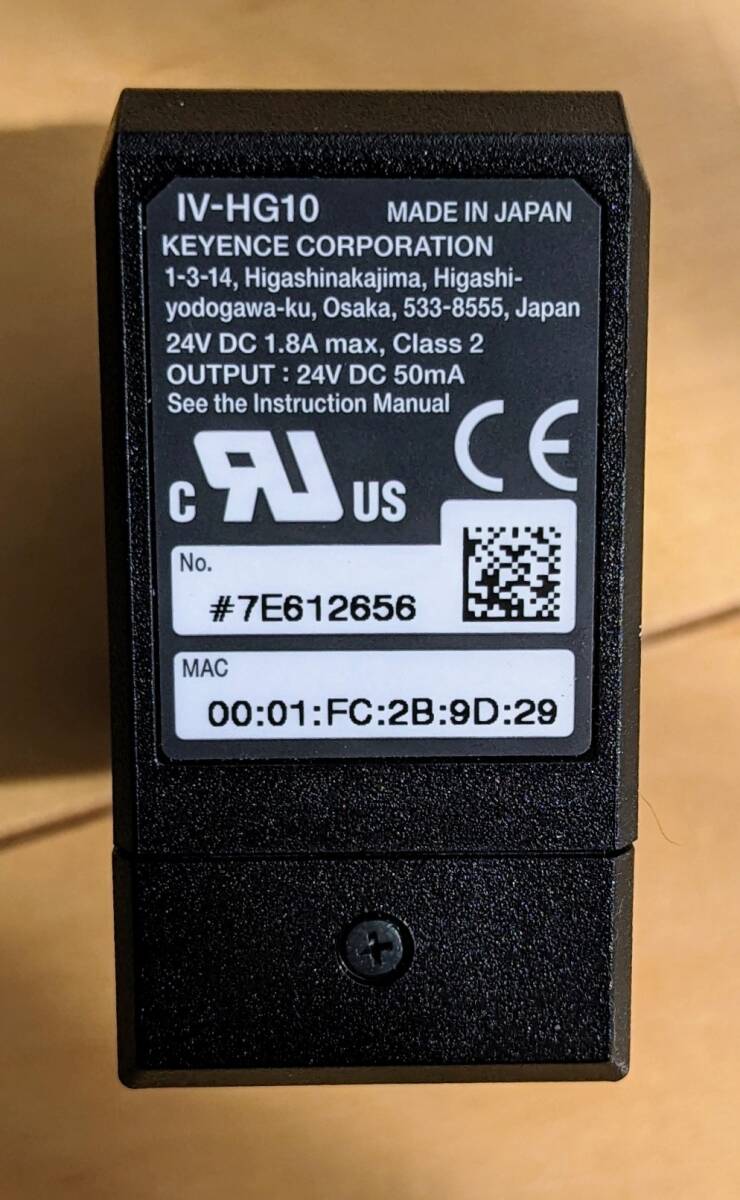 IV-HG10 MADE IN JAPAN
KEYENCE CORPORATION
1-3-14, Higashinakajima, Higashi-
yodogawa-ku, Osaka, 533-8555, Japan
24V DC 1.8A max, Class 2
OUTPUT : 24V DC 50mA
See the Instruction Manual
CE
c RU US
No.
#7E612656
MAC
00:01:FC:2B:9D:29